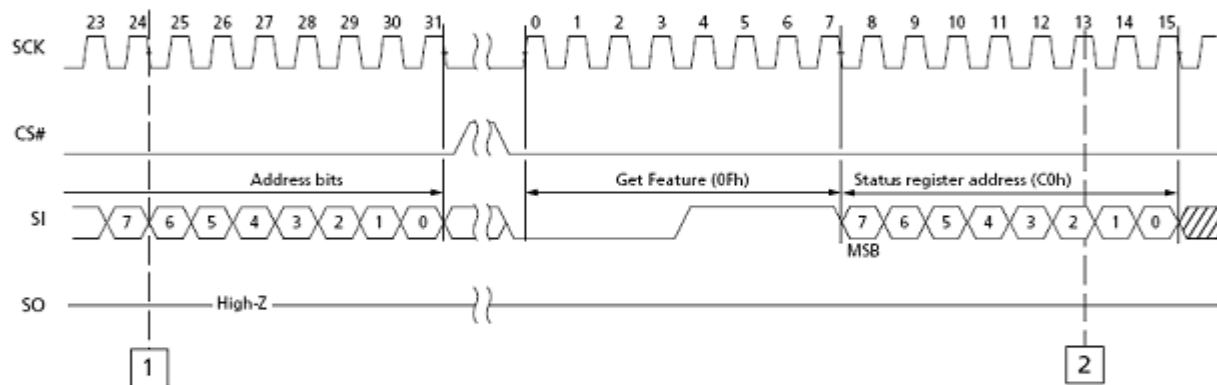 23 24 25 26 27 28 29 30 31 0 1 2 3 4 5 6 7 8 9 10 11 12 13 14 15
SCK
CS#
Address bits Get Feature (0Fh) Status register address (C0h)
SI 7 6 5 4 3 2 1 0 7 6 5 4 3 2 1 0
MSB
SO High-Z
1 2